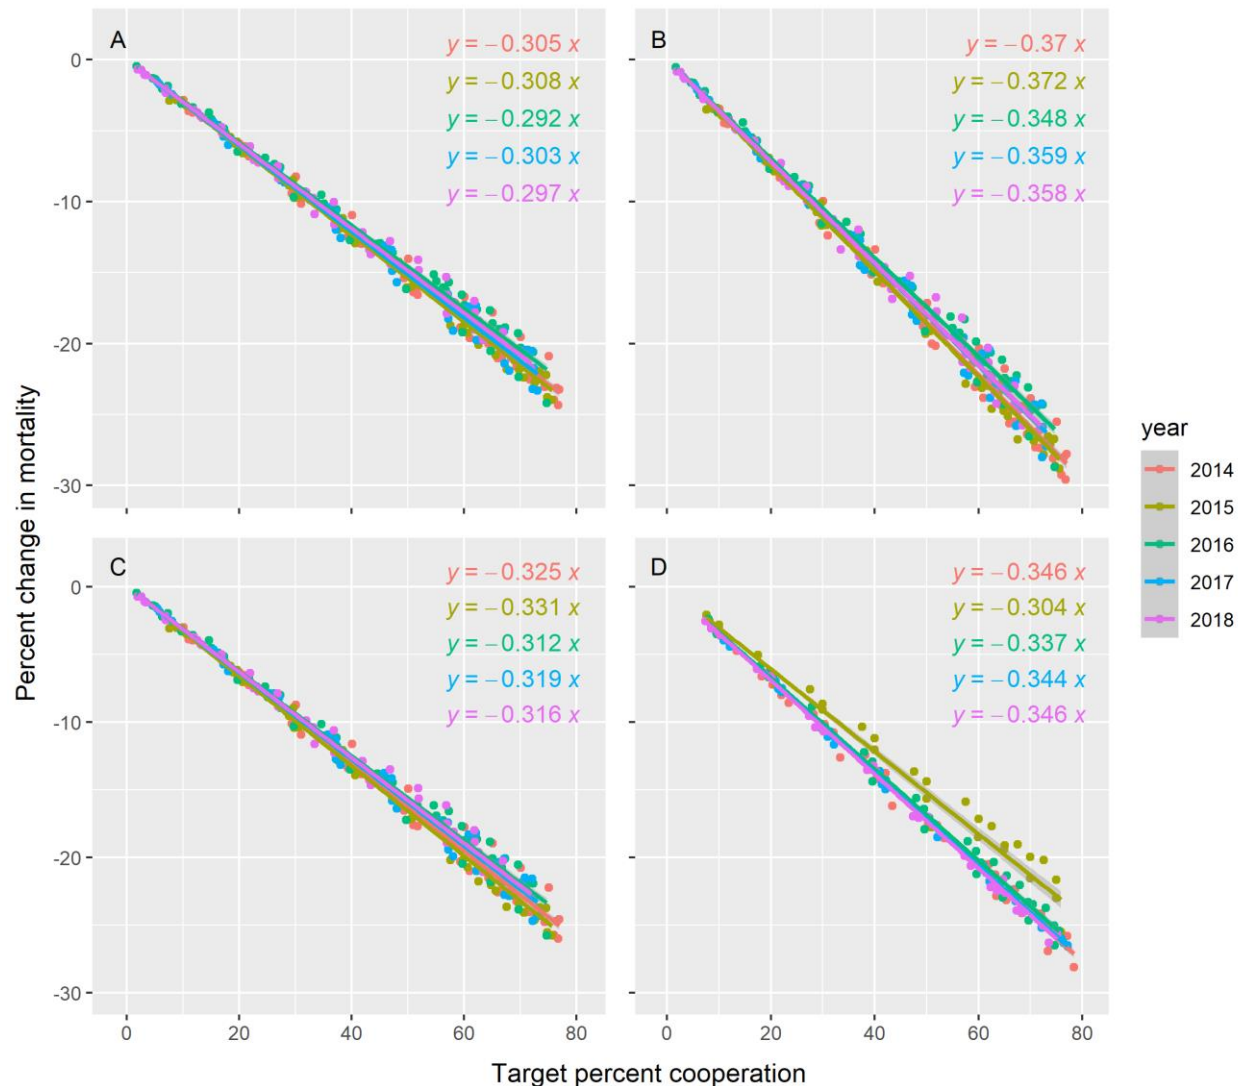 A
y = −0.305 x
y = −0.308 x
y = −0.292 x
y = −0.303 x
y = −0.297 x
B
y = −0.37 x
y = −0.372 x
y = −0.348 x
y = −0.359 x
y = −0.358 x
0
-10
-20
-30
C
y = −0.325 x
y = −0.331 x
y = −0.312 x
y = −0.319 x
y = −0.316 x
D
y = −0.346 x
y = −0.304 x
y = −0.337 x
y = −0.344 x
y = −0.346 x
0
-10
-20
-30
0 20 40 60 80
0 20 40 60 80
Percent change in mortality
Target percent cooperation
year
2014
2015
2016
2017
2018